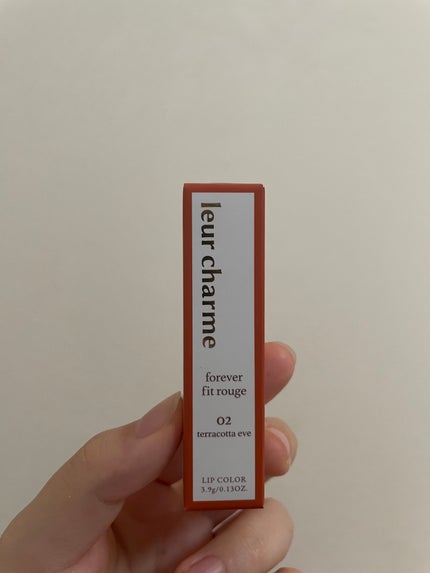 leur charme
forever
fit rouge
02
terracotta eve
LIP COLOR
3.9g/0.13OZ.